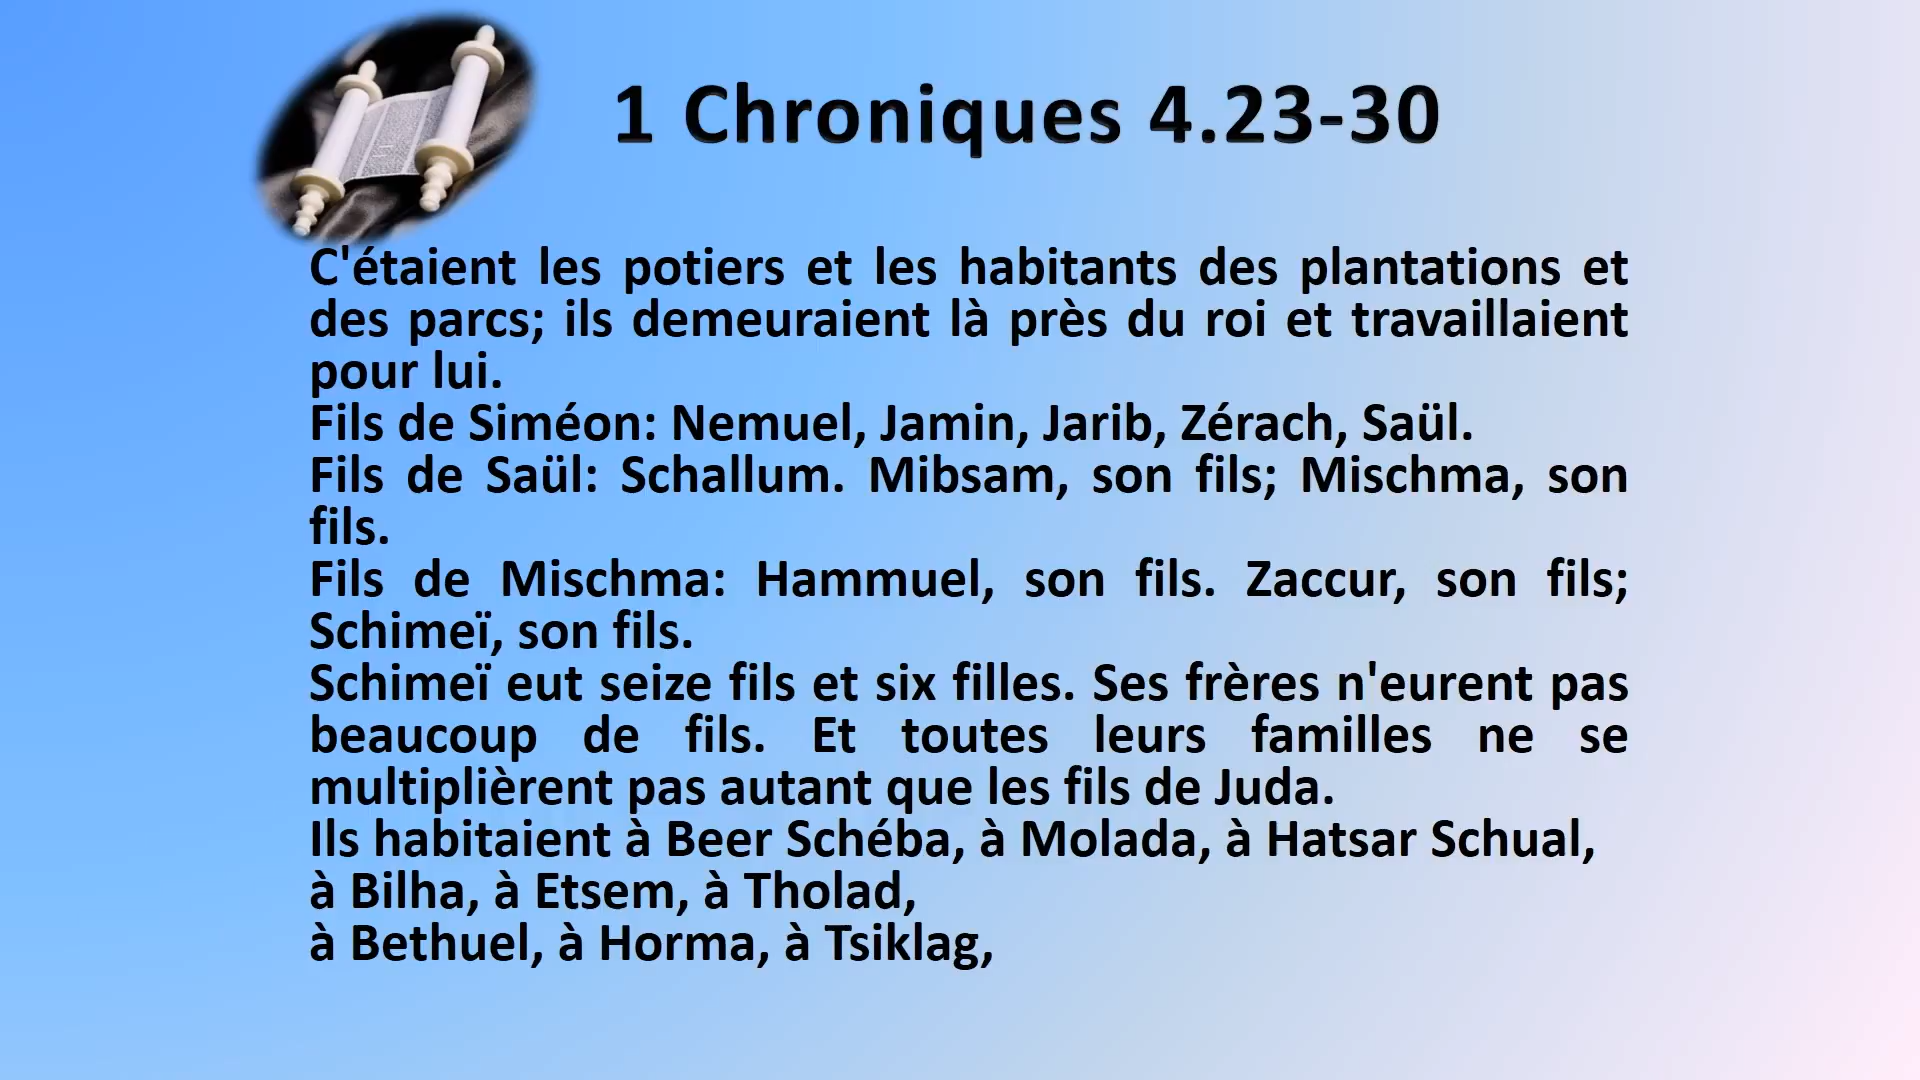 1 Chroniques 4.23-30
C'étaient les potiers et les habitants des plantations et
des parcs; ils demeuraient là près du roi et travaillaient
pour lui.
Fils de Siméon: Nemuel, Jamin, Jarib, Zérach, Saül.
Fils de Saül: Schallum. Mibsam, son fils; Mischma, son
fils.
Fils de Mischma: Hammuel, son fils. Zaccur, son fils;
Schimeï, son fils.
Schimeï eut seize fils et six filles. Ses frères n'eurent pas
beaucoup de fils. Et toutes leurs familles ne se
multiplièrent pas autant que les fils de Juda.
Ils habitaient à Beer Schéba, à Molada, à Hatsar Schual,
à Bilha, à Etsem, à Tholad,
à Bethuel, à Horma, à Tsiklag,